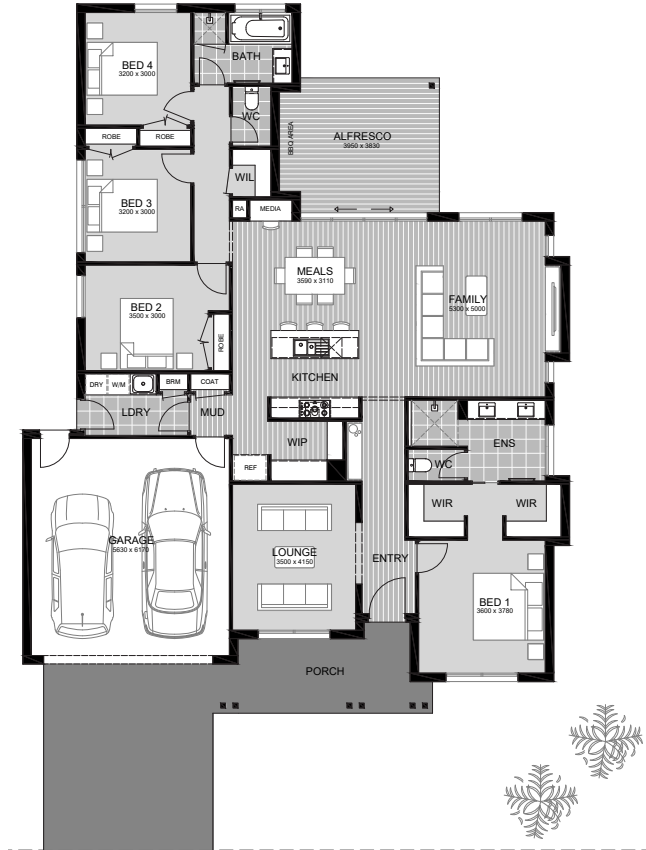 BED 4
3200 x 3000
BATH
WC
ROBE
ROBE
BBQ AREA
ALFRESCO
3950 x 3830
WIL
BED 3
3200 x 3000
RA
MEDIA
MEALS
3590 x 3110
FAMILY
5300 x 5000
BED 2
3500 x 3000
ROBE
KITCHEN
DRY
W/M
BRM
COAT
LDRY
MUD
WIP
REF
ENS
WC
WIR
WIR
GARAGE
5630 x 6170
LOUNGE
3500 x 4150
ENTRY
BED 1
3600 x 3780
PORCH